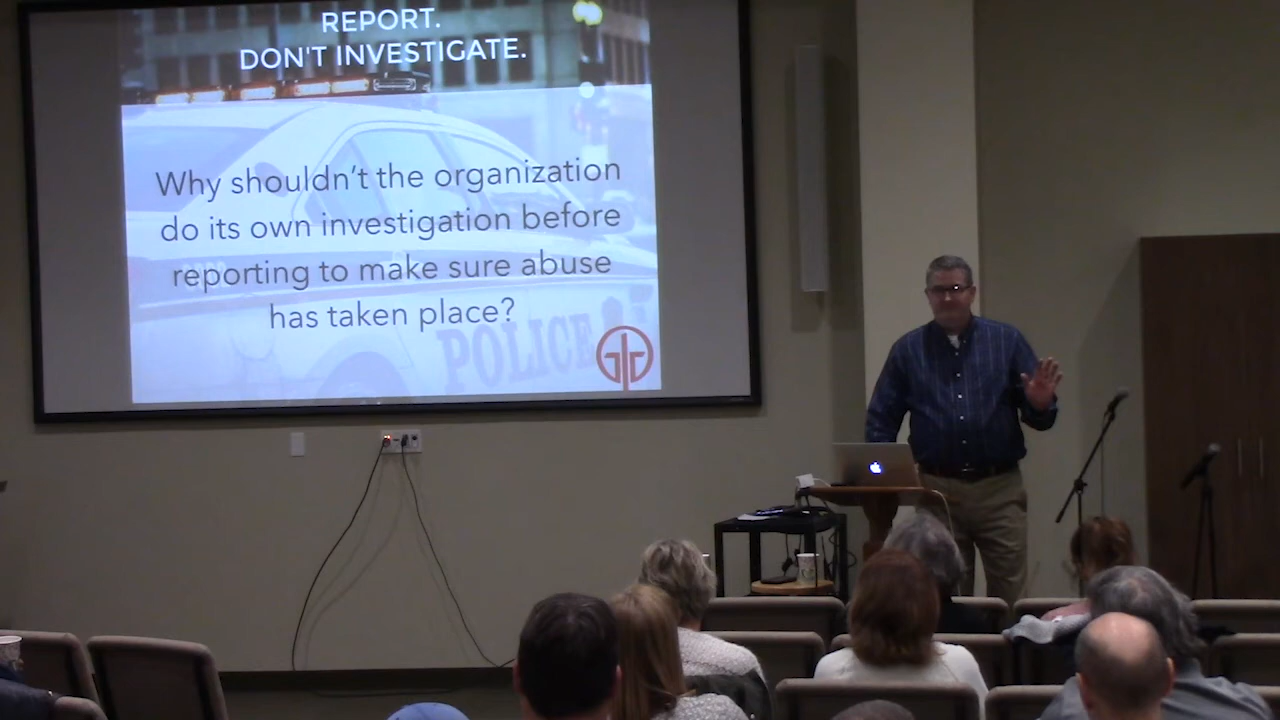 REPORT.
DON'T INVESTIGATE.
Why shouldn't the organization
do its own investigation before
reporting to make sure abuse
has taken place?
POLICE